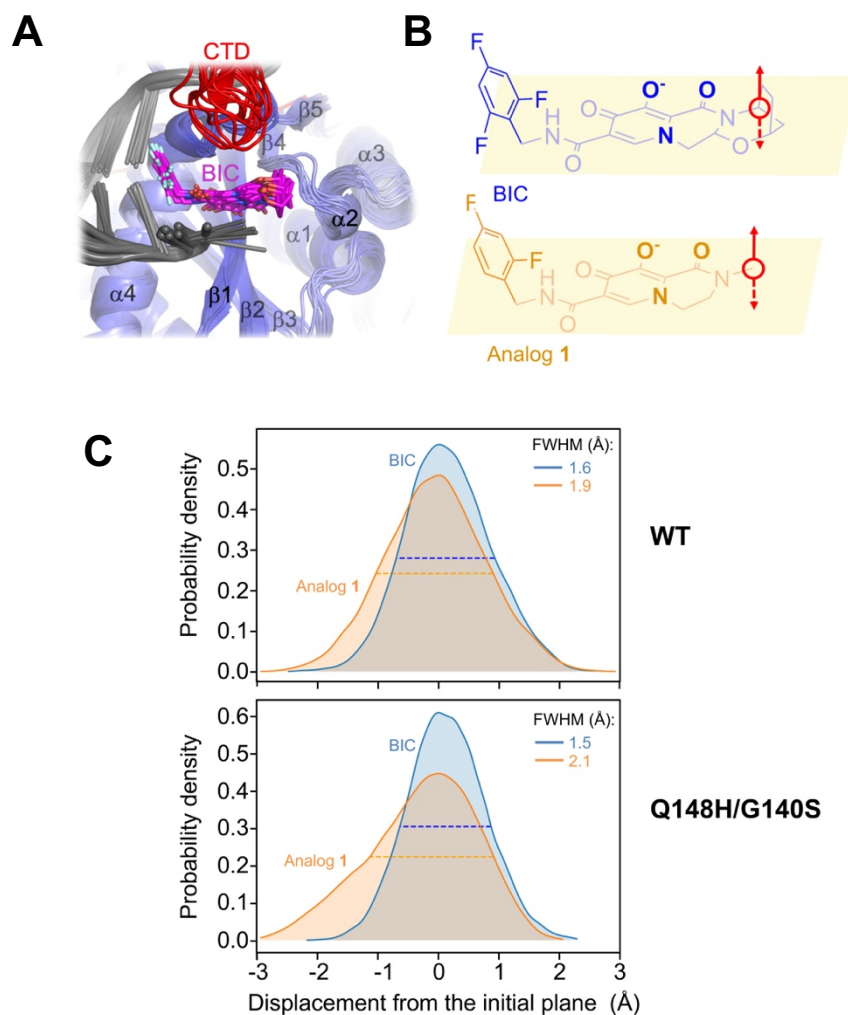 A
CTD
β5
β4
α3
BIC
α2
α1
β1
α4
β2
β3
B
F
F
F
O⁻
O
O
N
NH
N
O
O
BIC
F
F
O⁻
O
O
N
NH
N
O
Analog 1
C
FWHM (Å):
BIC
1.6
1.9
0.5
0.4
0.3
0.2
0.1
0.0
Probability density
Analog 1
WT
FWHM (Å):
BIC
1.5
2.1
0.6
0.5
0.4
0.3
0.2
0.1
0.0
Probability density
Analog 1
Q148H/G140S
-3 -2 -1 0 1 2 3
Displacement from the initial plane (Å)